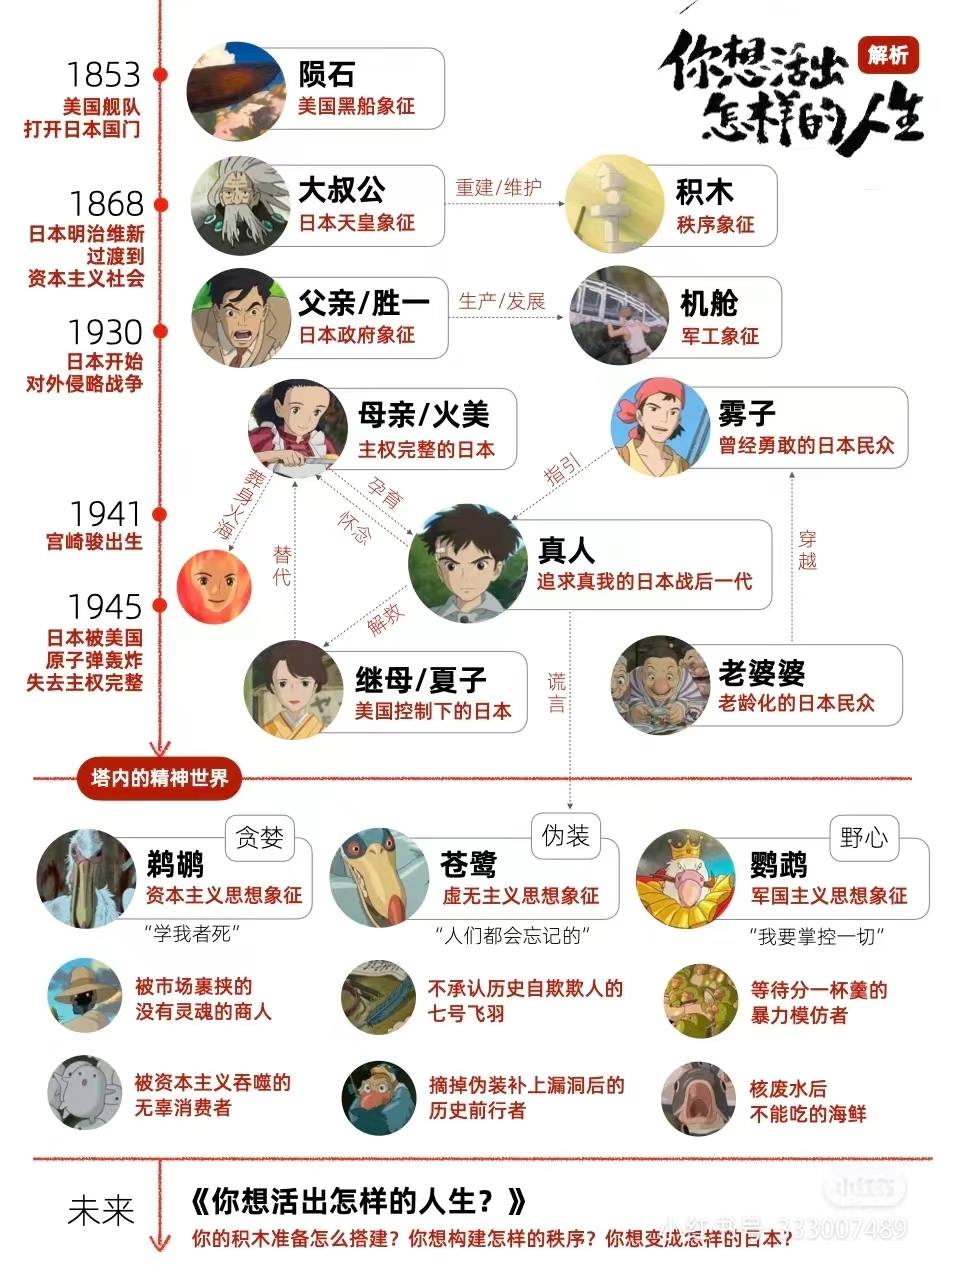 你想活出
怎样的人生
解析
1853
美国舰队
打开日本国门
陨石
美国黑船象征
1868
日本明治维新
过渡到
资本主义社会
大叔公
日本天皇象征
重建/维护
积木
秩序象征
1930
日本开始
对外侵略战争
父亲/胜一
日本政府象征
生产/发展
机舱
军工象征
母亲/火美
主权完整的日本
雾子
曾经勇敢的日本民众
葬身火海
孕育
怀念
指引
1941
宫崎骏出生
替代
真人
追求真我的日本战后一代
穿越
1945
日本被美国
原子弹轰炸
失去主权完整
解救
继母/夏子
美国控制下的日本
谎言
老婆婆
老龄化的日本民众
塔内的精神世界
贪婪
鹈鹕
资本主义思想象征
“学我者死”
伪装
苍鹭
虚无主义思想象征
“人们都会忘记的”
野心
鹦鹉
军国主义思想象征
“我要掌控一切”
被市场裹挟的
没有灵魂的商人
不承认历史自欺欺人的
七号飞羽
等待分一杯羹的
暴力模仿者
被资本主义吞噬的
无辜消费者
摘掉伪装补上漏洞后的
历史前行者
核废水后
不能吃的海鲜
未来
《你想活出怎样的人生？》
你的积木准备怎么搭建？你想构建怎样的秩序？你想变成怎样的日本？
小红书
小红书号 333007489